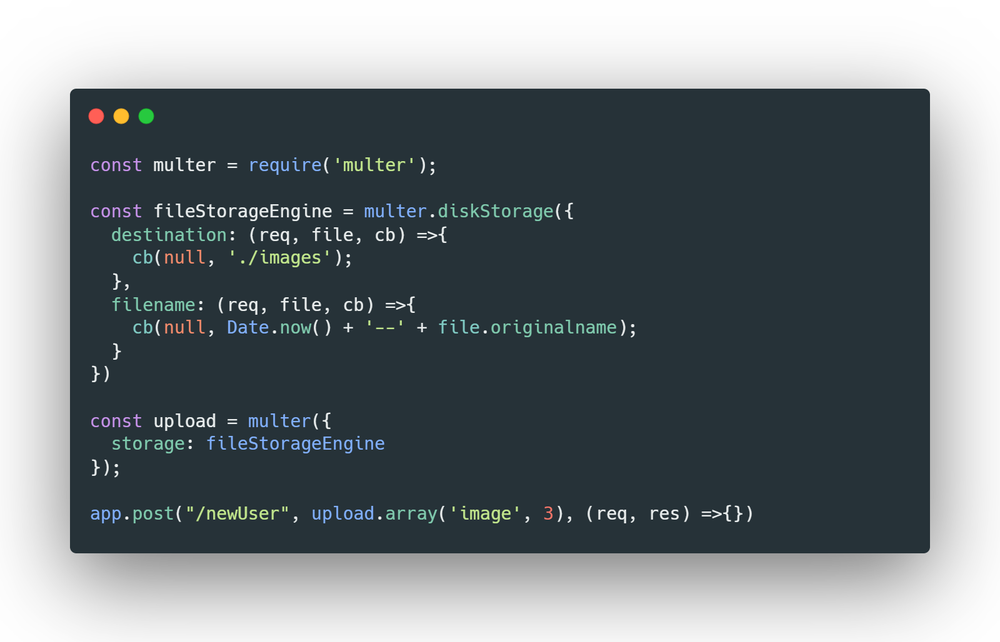 const multer = require('multer');
const fileStorageEngine = multer.diskStorage({
  destination: (req, file, cb) =>{
    cb(null, './images');
  },
  filename: (req, file, cb) =>{
    cb(null, Date.now() + '--' + file.originalname);
  }
})
const upload = multer({
  storage: fileStorageEngine
});
app.post("/newUser", upload.array('image', 3), (req, res) =>{})